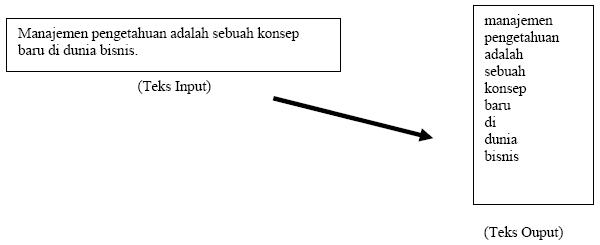 Manajemen pengetahuan adalah sebuah konsep
baru di dunia bisnis.
(Teks Input)
manajemen
pengetahuan
adalah
sebuah
konsep
baru
di
dunia
bisnis
(Teks Ouput)